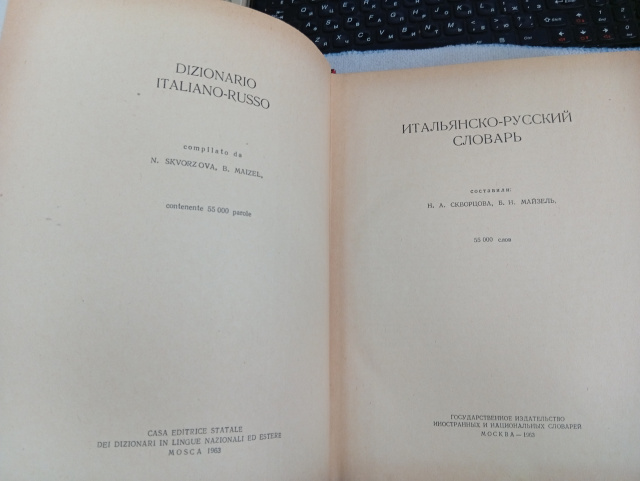 DIZIONARIO
ITALIANO-RUSSO
compilato da
N. SKVORZOVA, B. MAIZEL,
contenente 55 000 parole
CASA EDITRICE STATALE
DEI DIZIONARI IN LINGUE NAZIONALI ED ESTERE
MOSCA 1963
ИТАЛЬЯНСКО-РУССКИЙ
СЛОВАРЬ
составили:
Н. А. СКВОРЦОВА, Б. Н. МАЙЗЕЛЬ.
55 000 слов
ГОСУДАРСТВЕННОЕ ИЗДАТЕЛЬСТВО
ИНОСТРАННЫХ И НАЦИОНАЛЬНЫХ СЛОВАРЕЙ
МОСКВА — 1963